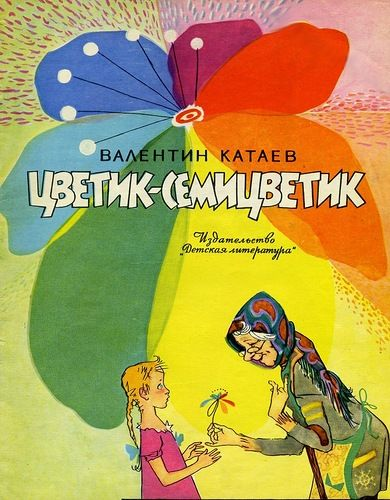 ВАЛЕНТИН КАТАЕВ
ЦВЕТИК-СЕМИЦВЕТИК
Издательство
„Детская литература“